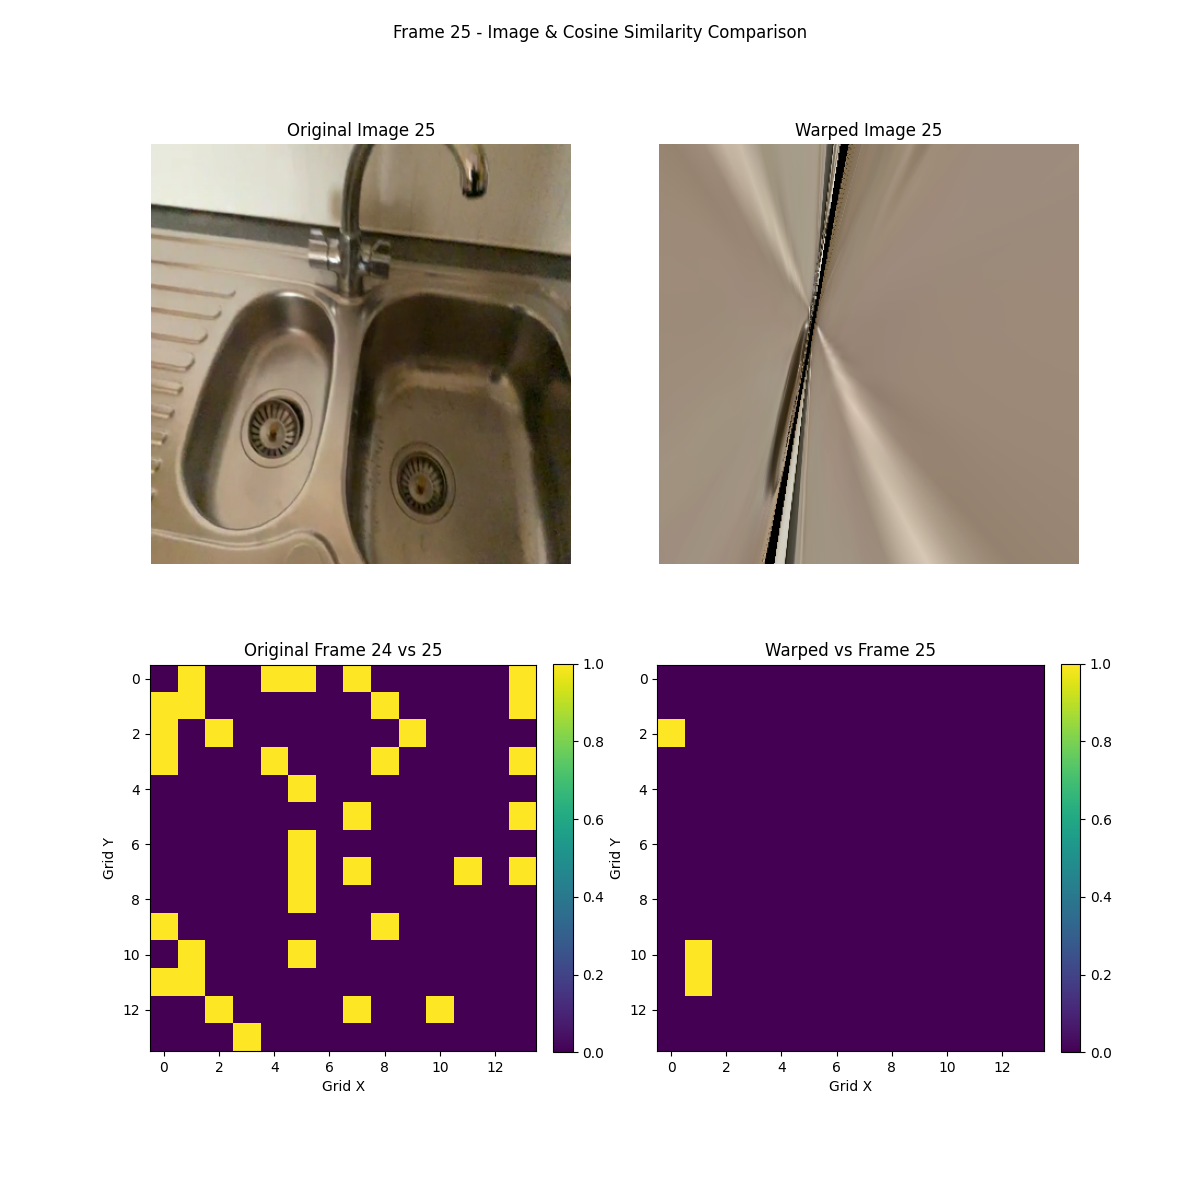 Frame 25 - Image & Cosine Similarity Comparison
Original Image 25
Warped Image 25
Original Frame 24 vs 25
Grid Y
0
2
4
6
8
10
12
0 2 4 6 8 10 12
Grid X
1.0
0.8
0.6
0.4
0.2
0.0
Warped vs Frame 25
Grid Y
0
2
4
6
8
10
12
0 2 4 6 8 10 12
Grid X
1.0
0.8
0.6
0.4
0.2
0.0